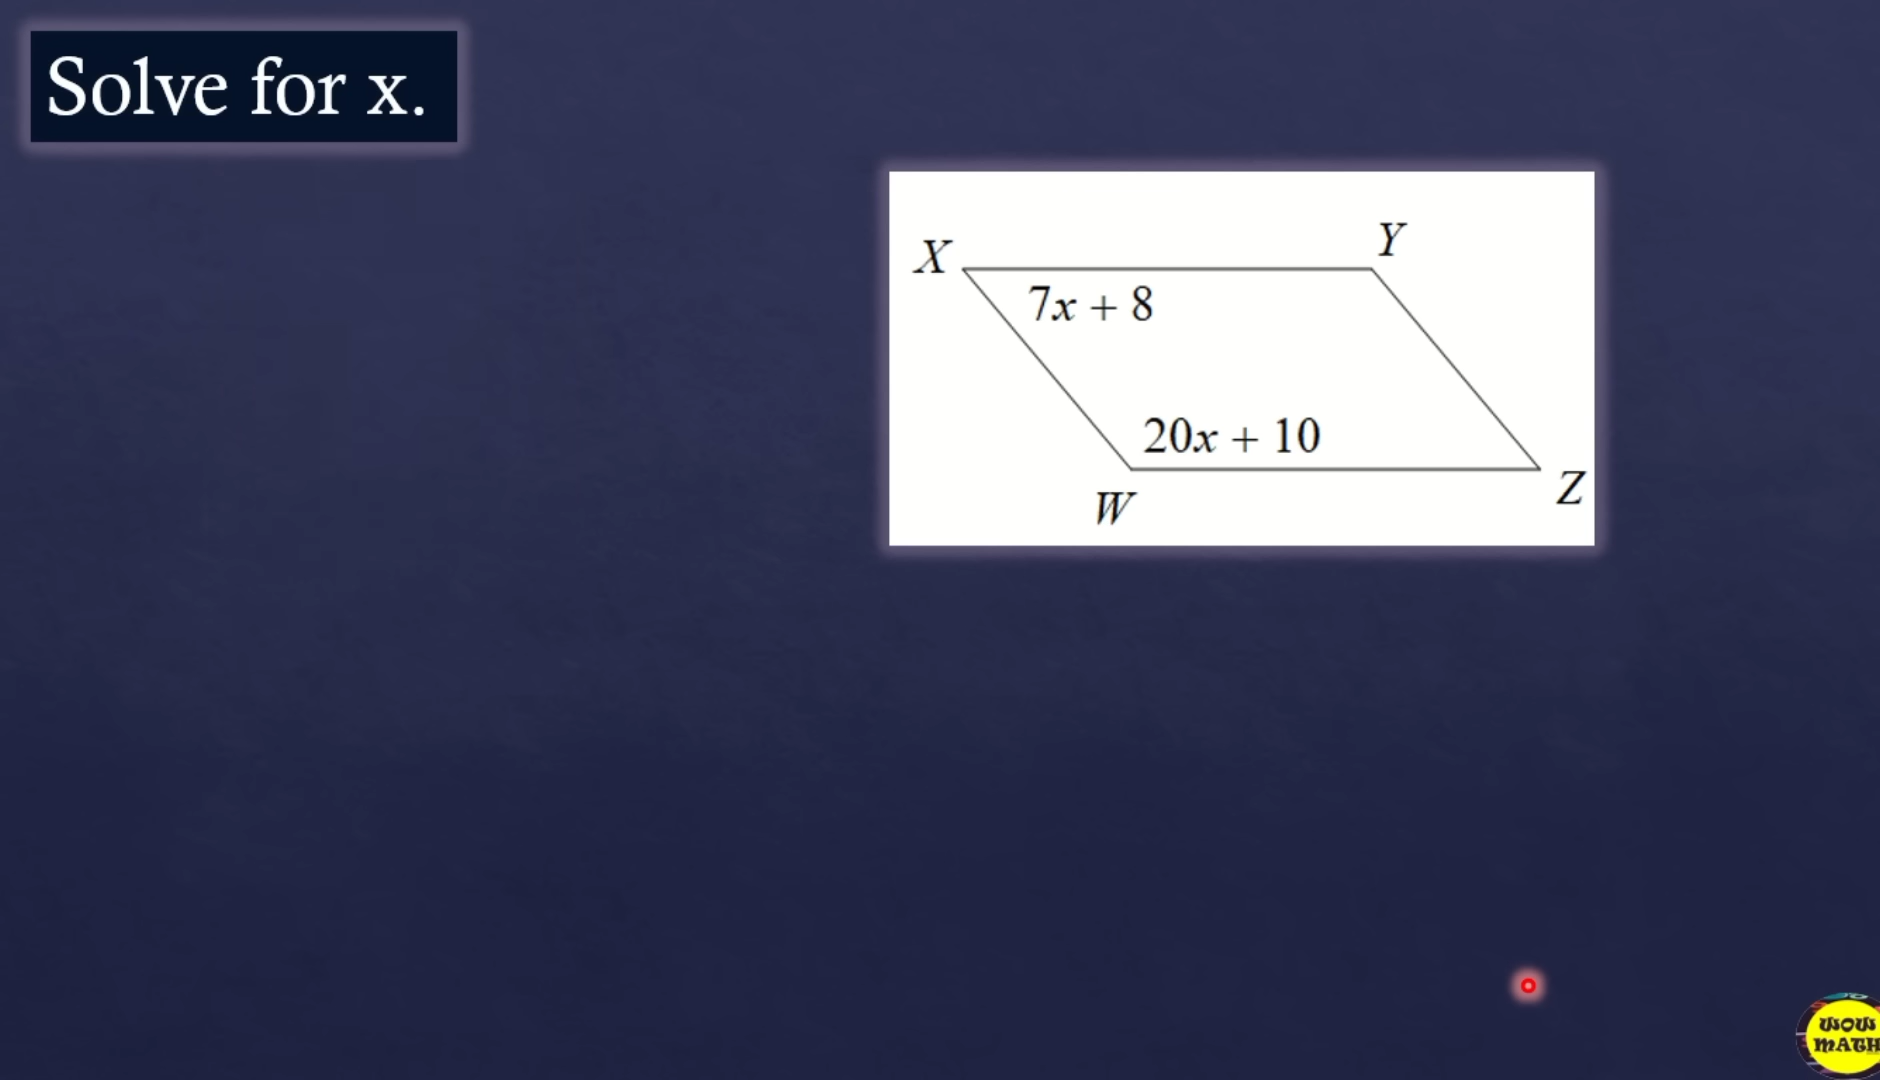 Solve for x.
X
Y
7x + 8
20x + 10
W
Z
WOW
MATH